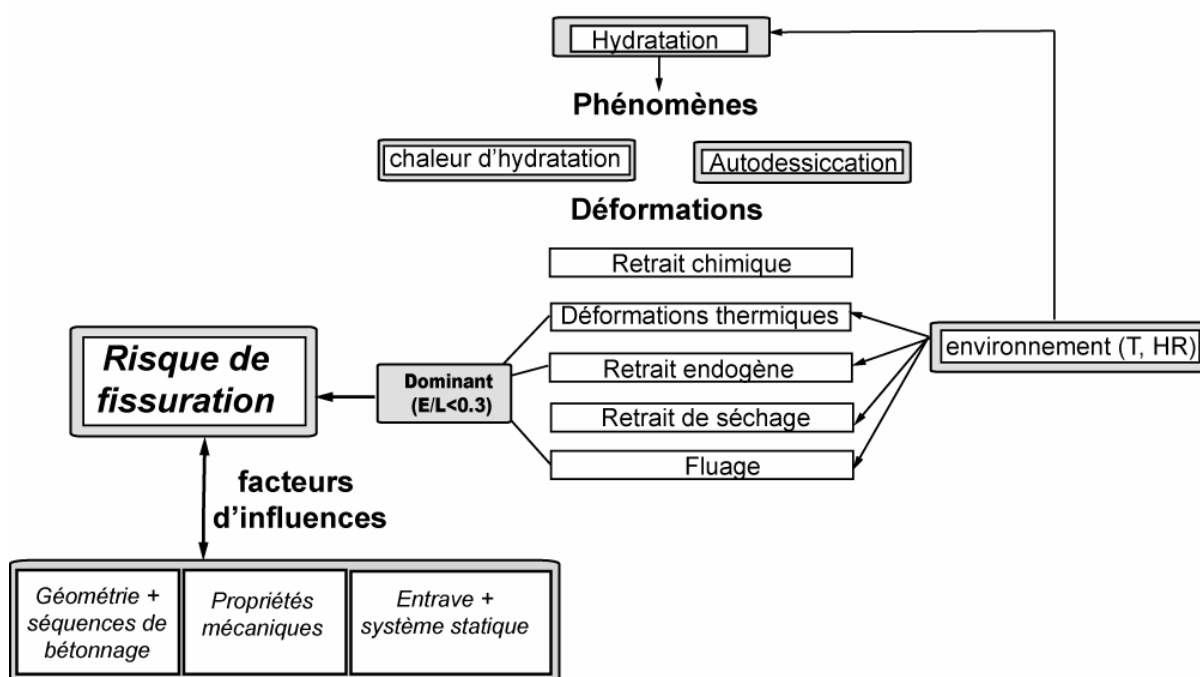 Hydratation
Phénomènes
chaleur d'hydratation
Autodessiccation
Déformations
Retrait chimique
Déformations thermiques
Retrait endogène
Retrait de séchage
Fluage
environnement (T, HR)
Dominant
(E/L<0.3)
Risque de
fissuration
facteurs
d'influences
Géométrie +
séquences de
bétonnage
Propriétés
mécaniques
Entrave +
système statique